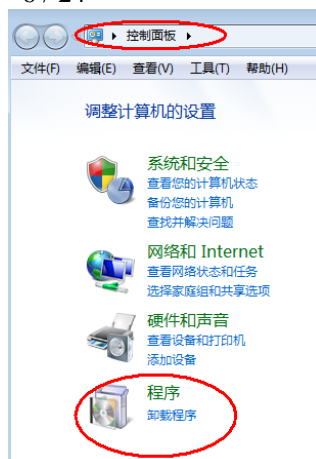 控制面板
文件(F) 编辑(E) 查看(V) 工具(T) 帮助(H)
调整计算机的设置
系统和安全
查看您的计算机状态
备份您的计算机
查找并解决问题
网络和 Internet
查看网络状态和任务
选择家庭组和共享选项
硬件和声音
查看设备和打印机
添加设备
程序
卸载程序